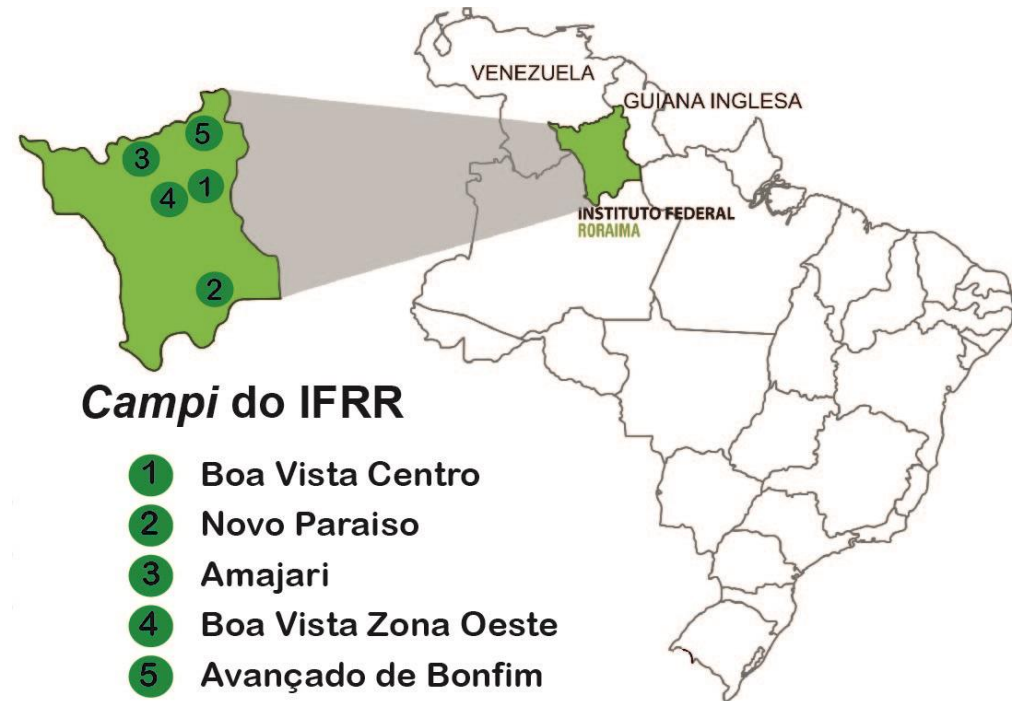 VENEZUELA
GUIANA INGLESA
5
3
4
1
2
INSTITUTO FEDERAL
RORAIMA
Campi do IFRR
1 Boa Vista Centro
2 Novo Paraiso
3 Amajari
4 Boa Vista Zona Oeste
5 Avançado de Bonfim